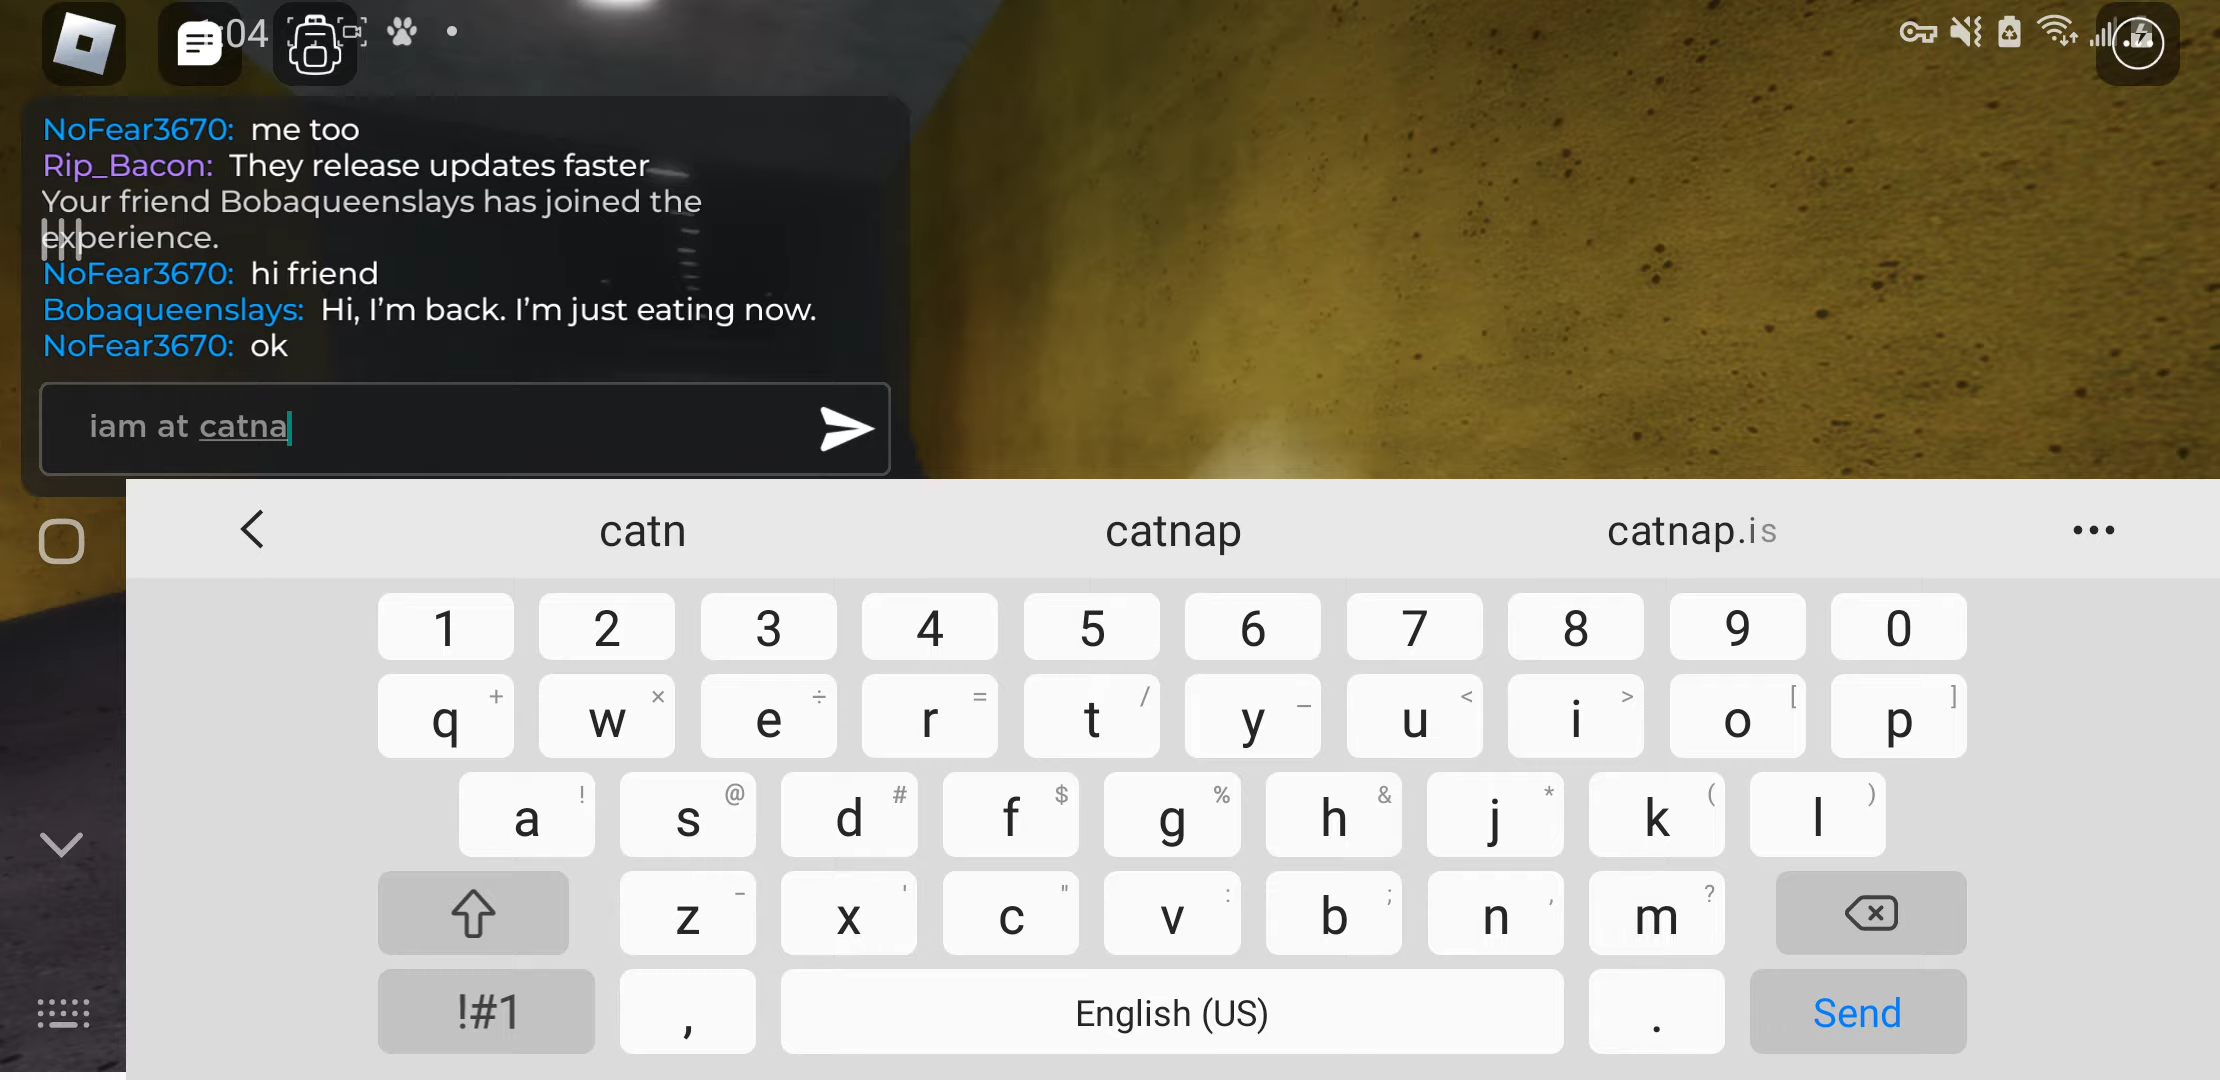 :04
NoFear3670: me too
Rip_Bacon: They release updates faster
Your friend Bobaqueenslays has joined the
experience.
NoFear3670: hi friend
Bobaqueenslays: Hi, I'm back. I'm just eating now.
NoFear3670: ok
iam at catna
catn catnap catnap.is
1 2 3 4 5 6 7 8 9 0
q + w × e ÷ r = t / y _ u < i > o [ p ]
a ! s @ d # f $ g % h & j * k ( l )
z - x ' c " v : b ; n , m ?
!#1 , English (US) . Send